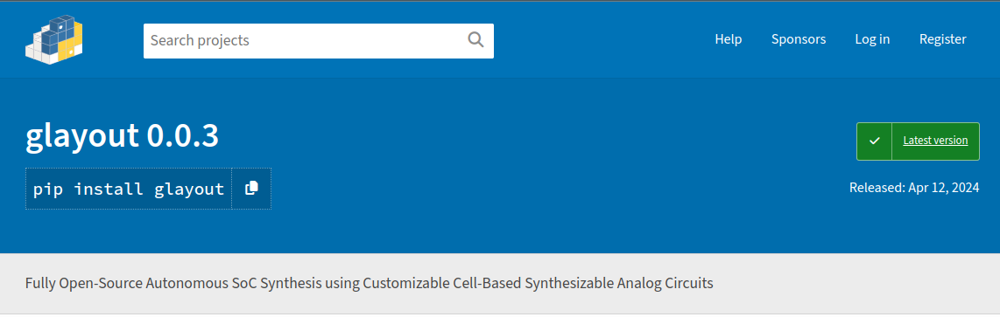 Search projects
Help Sponsors Log in Register
glayout 0.0.3
Latest version
pip install glayout
Released: Apr 12, 2024
Fully Open-Source Autonomous SoC Synthesis using Customizable Cell-Based Synthesizable Analog Circuits